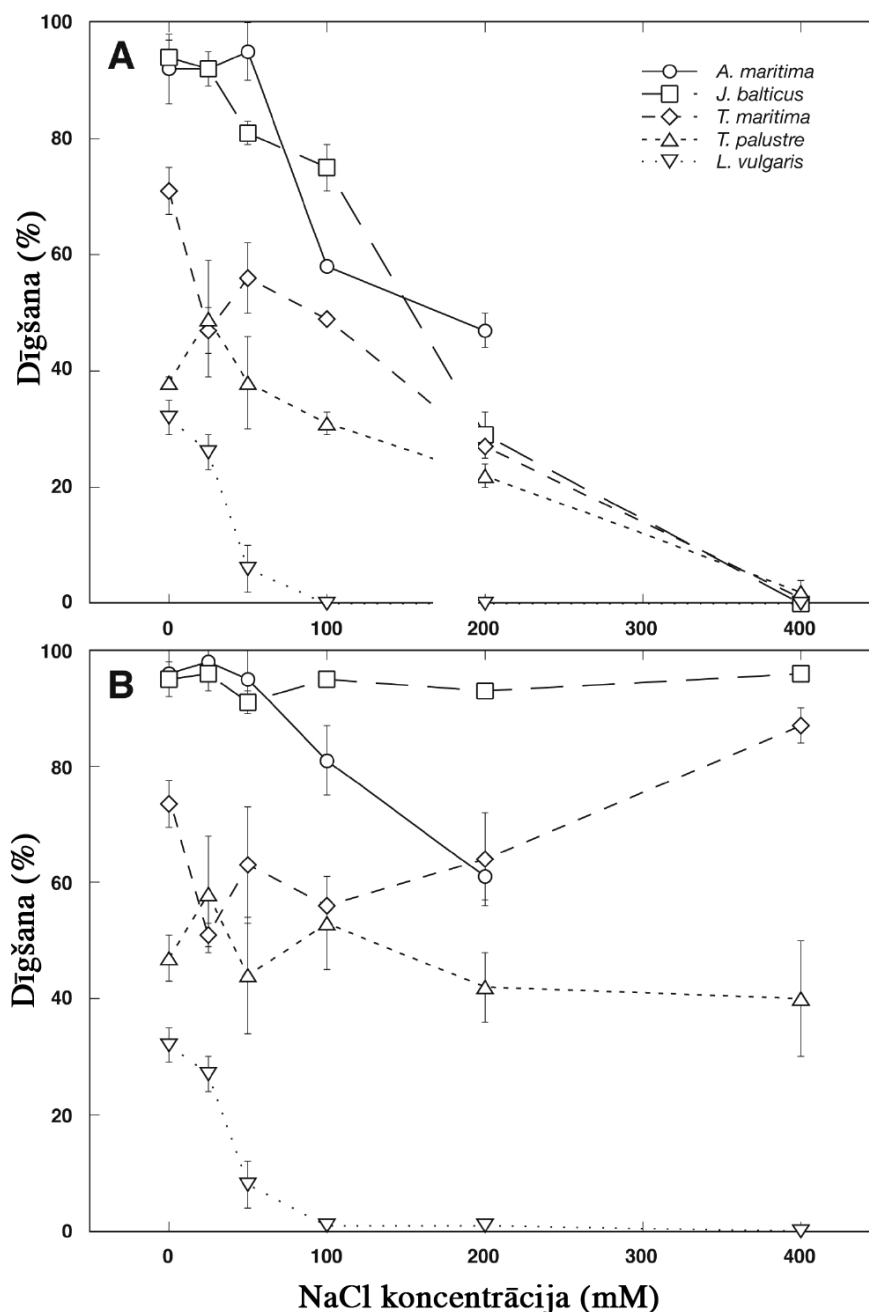 A
100
80
60
40
20
0
Dīgšana (%)
A. maritima
J. balticus
T. maritima
T. palustre
L. vulgaris
0 100 200 300 400
B
100
80
60
40
20
0
Dīgšana (%)
0 100 200 300 400
NaCl koncentrācija (mM)